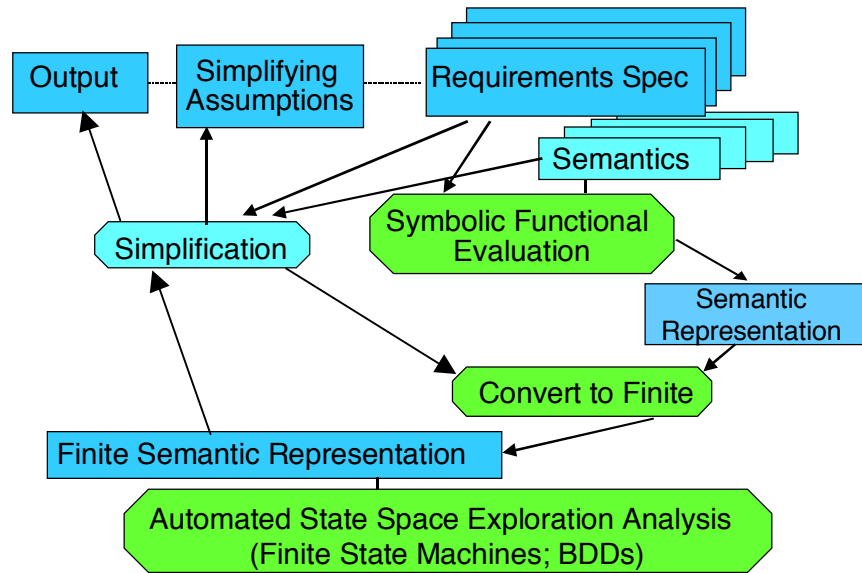 Output
Simplifying
Assumptions
Requirements Spec
Semantics
Symbolic Functional
Evaluation
Simplification
Semantic
Representation
Convert to Finite
Finite Semantic Representation
Automated State Space Exploration Analysis
(Finite State Machines; BDDs)